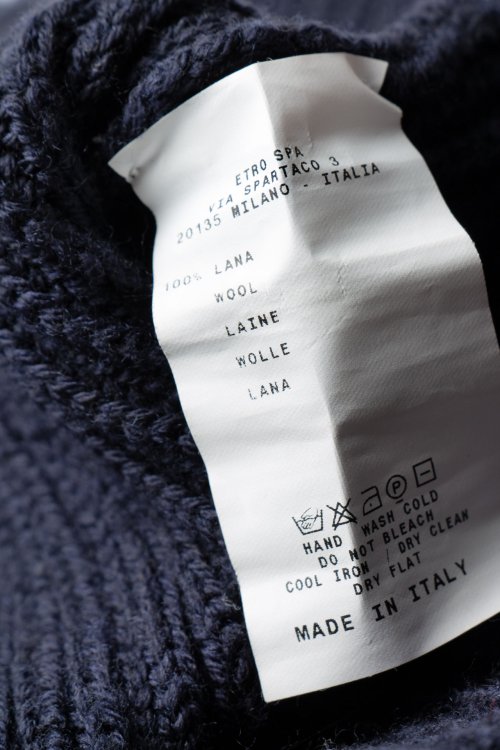 ETRO SPA
VIA SPARTACO 3
20135 MILANO - ITALIA
100% LANA
WOOL
LAINE
WOLLE
LANA
P
HAND WASH COLD
DO NOT BLEACH
COOL IRON / DRY CLEAN
DRY FLAT
MADE IN ITALY